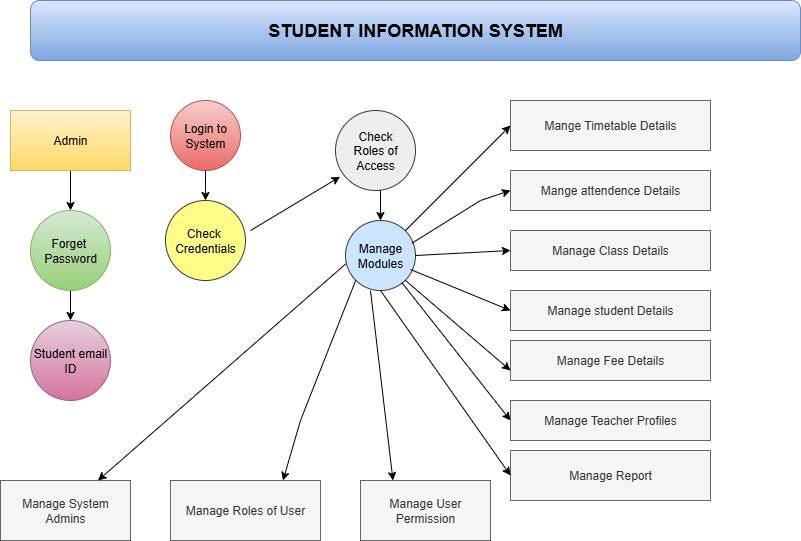 STUDENT INFORMATION SYSTEM
Admin
Forget
Password
Student email
ID
Login to
System
Check
Credentials
Check
Roles of
Access
Manage
Modules
Mange Timetable Details
Mange attendence Details
Manage Class Details
Manage student Details
Manage Fee Details
Manage Teacher Profiles
Manage Report
Manage System
Admins
Manage Roles of User
Manage User
Permission